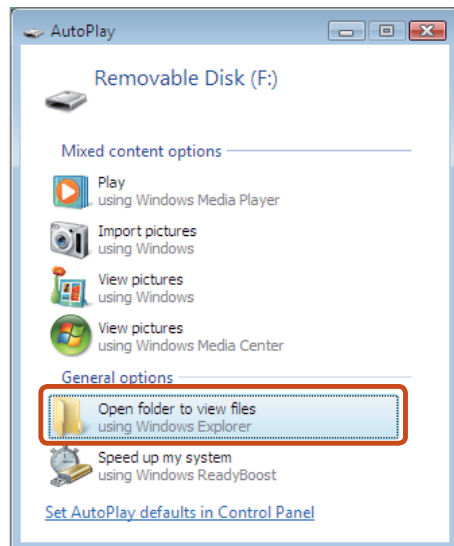 AutoPlay
Removable Disk (F:)
Mixed content options
Play
using Windows Media Player
Import pictures
using Windows
View pictures
using Windows
View pictures
using Windows Media Center
General options
Open folder to view files
using Windows Explorer
Speed up my system
using Windows ReadyBoost
Set AutoPlay defaults in Control Panel